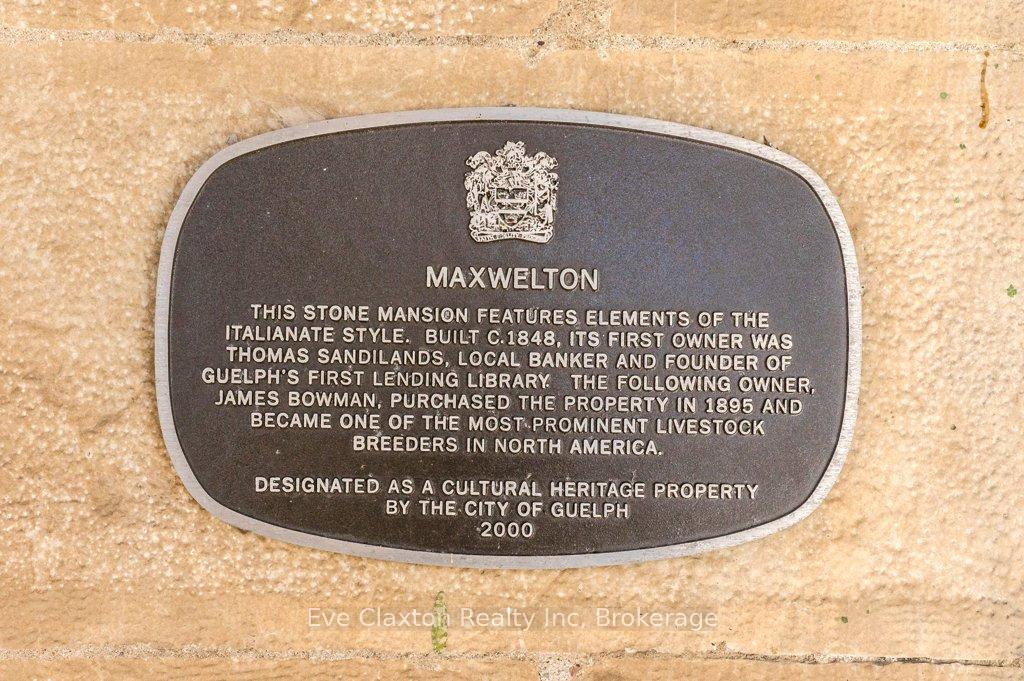 MAXWELTON
THIS STONE MANSION FEATURES ELEMENTS OF THE
ITALIANATE STYLE. BUILT C.1848, ITS FIRST OWNER WAS
THOMAS SANDILANDS, LOCAL BANKER AND FOUNDER OF
GUELPH'S FIRST LENDING LIBRARY THE FOLLOWING OWNER,
JAMES BOWMAN, PURCHASED THE PROPERTY IN 1895 AND
BECAME ONE OF THE MOST PROMINENT LIVESTOCK
BREEDERS IN NORTH AMERICA.
DESIGNATED AS A CULTURAL HERITAGE PROPERTY
BY THE CITY OF GUELPH
2000
Eve Claxton Realty Inc, Brokerage